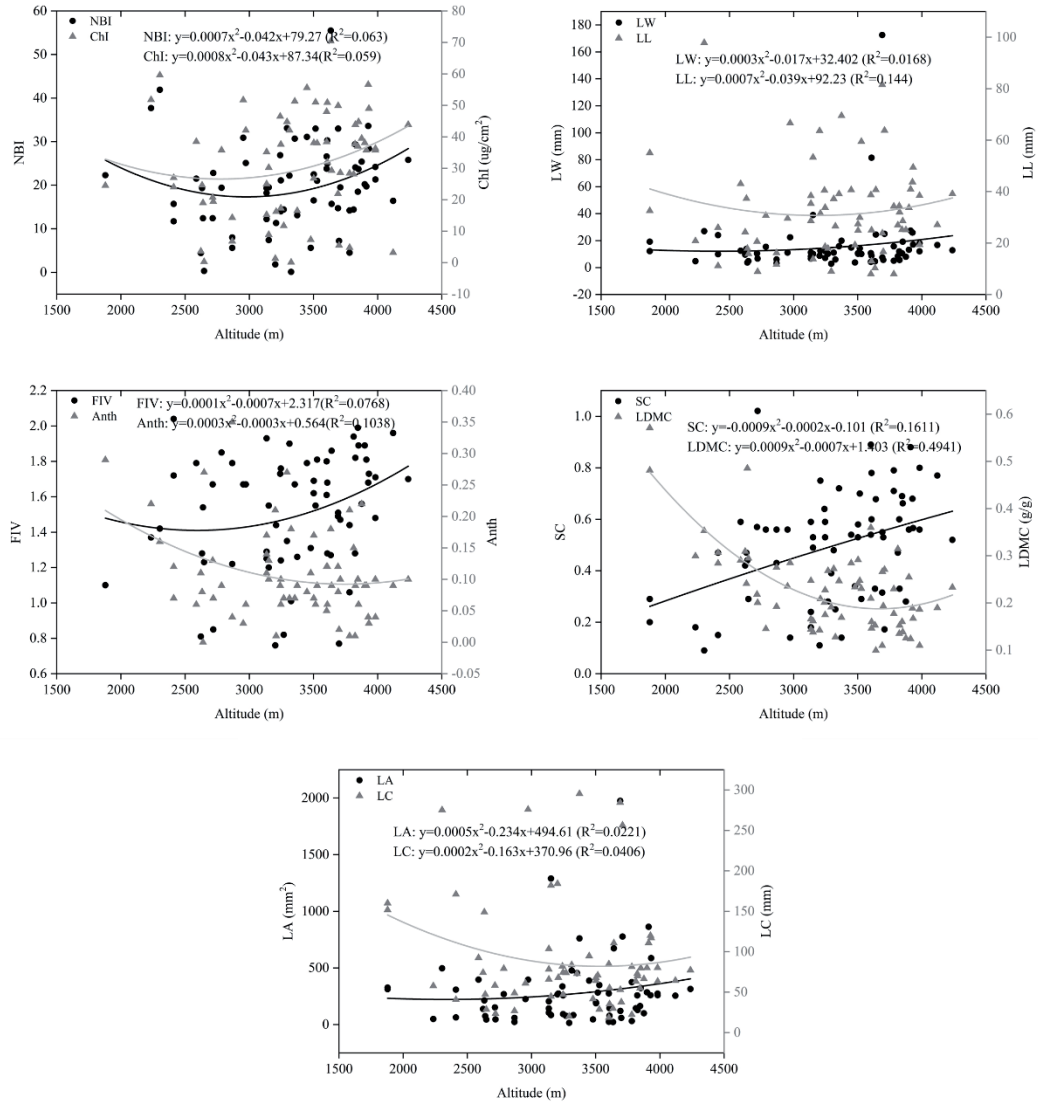 NBI
ChI
NBI: y=0.0007x²-0.042x+79.27 (R²=0.063)
ChI: y=0.0008x²-0.043x+87.34(R²=0.059)
60
50
40
30
20
10
0
80
70
60
50
40
30
20
10
0
-10
NBI
ChI (ug/cm²)
1500 2000 2500 3000 3500 4000 4500
Altitude (m)
LW
LL
LW: y=0.0003x²-0.017x+32.402 (R²=0.0168)
LL: y=0.0007x²-0.039x+92.23 (R²=0.144)
180
160
140
120
100
80
60
40
20
0
-20
100
80
60
40
20
0
LW (mm)
LL (mm)
1500 2000 2500 3000 3500 4000 4500
Altitude (m)
FIV
Anth
FIV: y=0.0001x²-0.0007x+2.317(R²=0.0768)
Anth: y=0.0003x²-0.0003x+0.564(R²=0.1038)
2.2
2.0
1.8
1.6
1.4
1.2
1.0
0.8
0.6
0.40
0.35
0.30
0.25
0.20
0.15
0.10
0.05
0.00
-0.05
FIV
Anth
1500 2000 2500 3000 3500 4000 4500
Altitude (m)
SC
LDMC
SC: y=-0.0009x²-0.0002x-0.101 (R²=0.1611)
LDMC: y=0.0009x²-0.0007x+1.403 (R²=0.4941)
1.0
0.8
0.6
0.4
0.2
0.0
0.6
0.5
0.4
0.3
0.2
0.1
SC
LDMC (g/g)
1500 2000 2500 3000 3500 4000 4500
Altitude (m)
LA
LC
LA: y=0.0005x²-0.234x+494.61 (R²=0.0221)
LC: y=0.0002x²-0.163x+370.96 (R²=0.0406)
2000
1500
1000
500
0
300
250
200
150
100
50
0
LA (mm²)
LC (mm)
1500 2000 2500 3000 3500 4000 4500
Altitude (m)